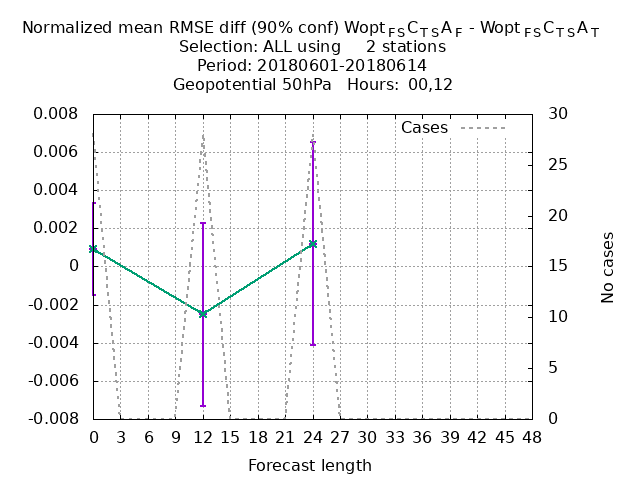 Normalized mean RMSE diff (90% conf) Wopt FS C TS A F - Wopt FS C TS A T
Selection: ALL using 2 stations
Period: 20180601-20180614
Geopotential 50hPa Hours: 00,12
Cases
0.008
0.006
0.004
0.002
0
-0.002
-0.004
-0.006
-0.008
30
25
20
15
10
5
0
No cases
0 3 6 9 12 15 18 21 24 27 30 33 36 39 42 45 48
Forecast length